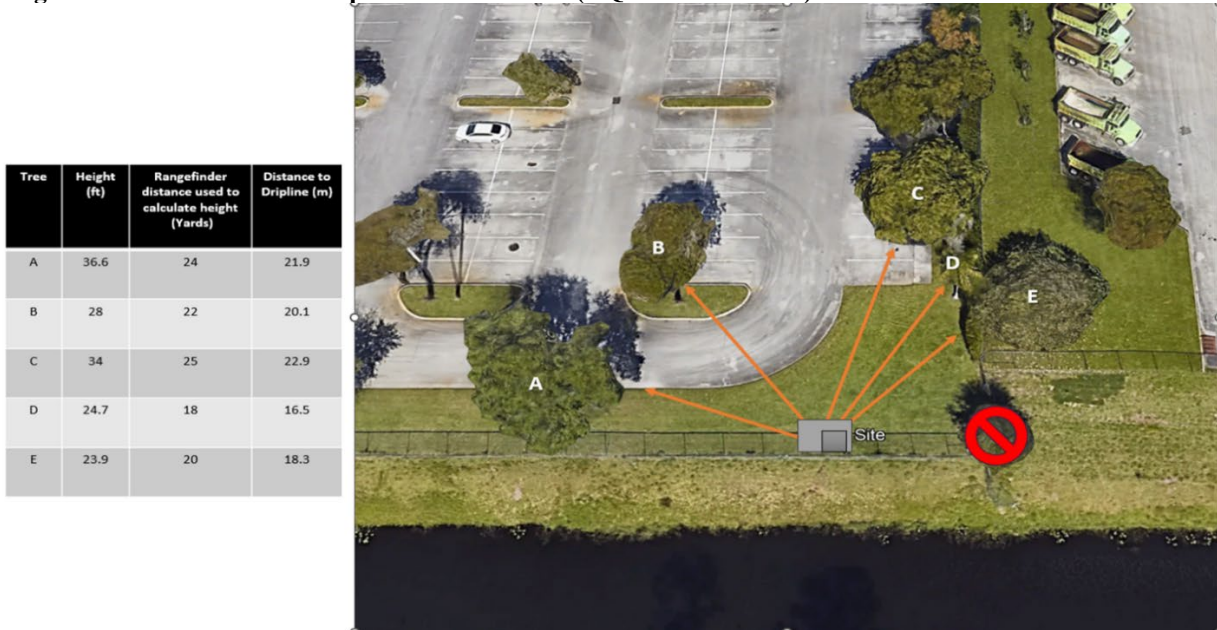 Tree Height (ft) Rangefinder distance used to calculate height (Yards) Distance to Dripline (m)
A 36.6 24 21.9
B 28 22 20.1
C 34 25 22.9
D 24.7 18 16.5
E 23.9 20 18.3
C
B
D
E
A
Site